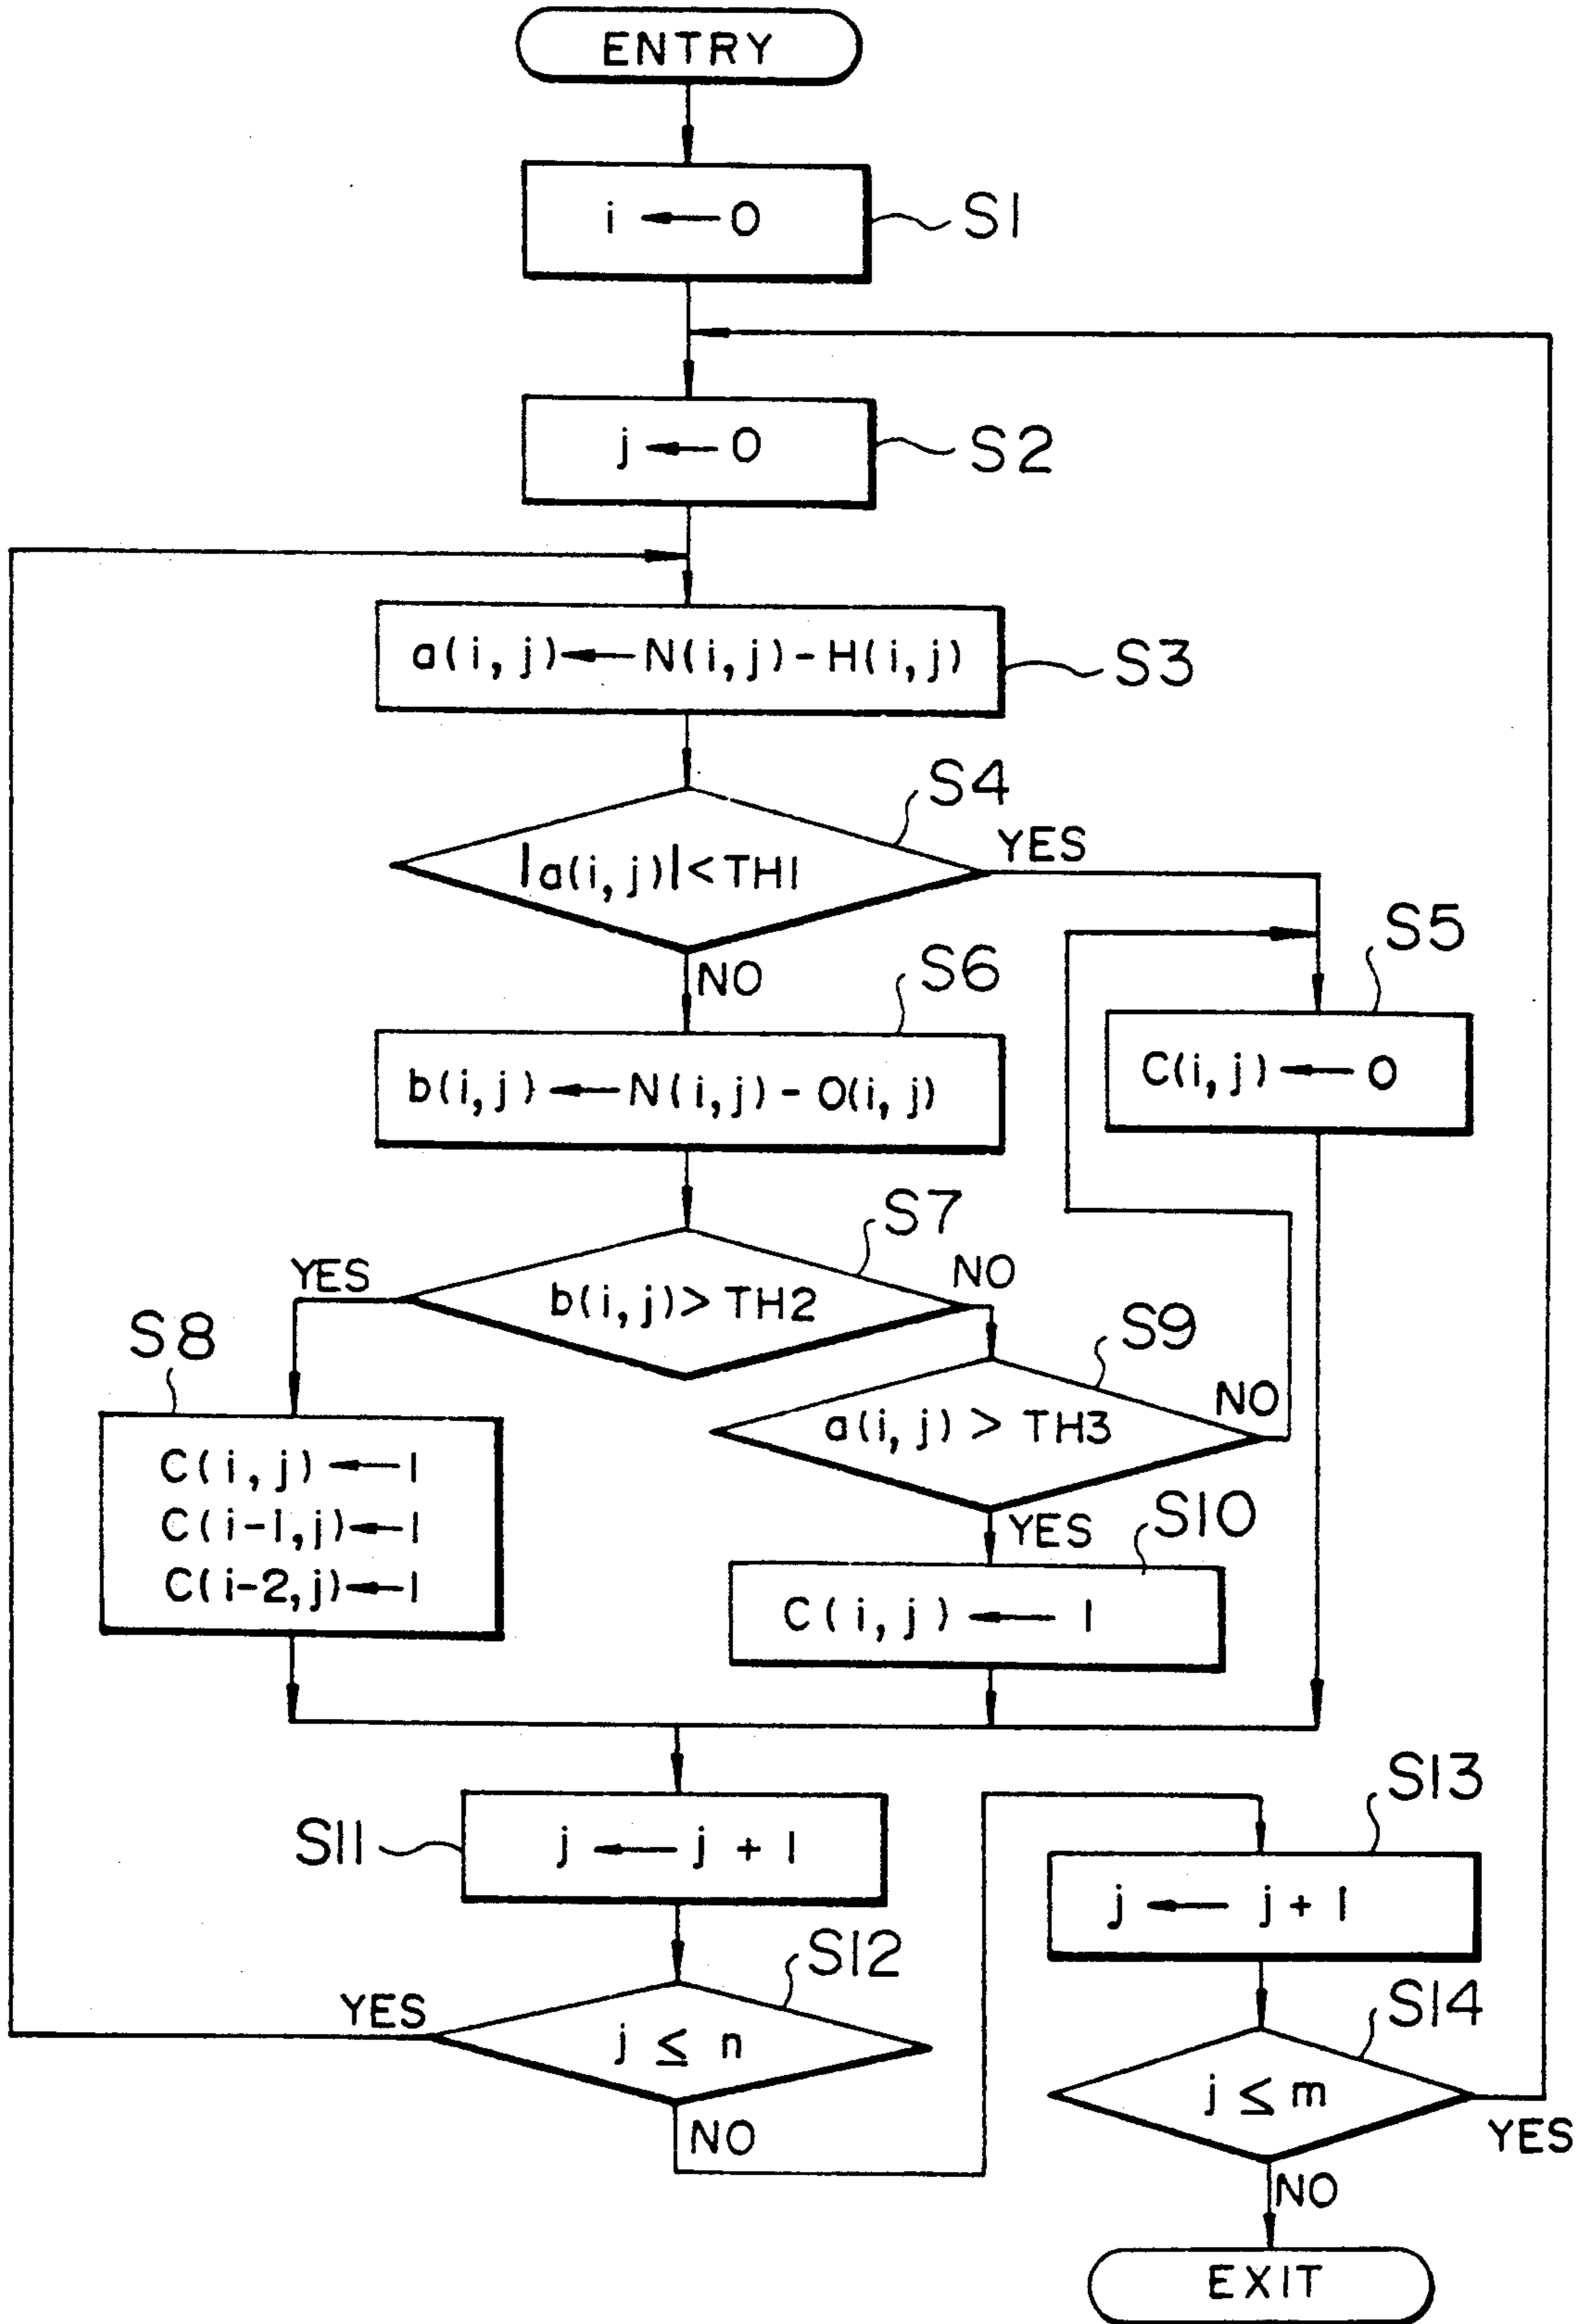 ENTRY
i ← 0
S1
j ← 0
S2
a(i,j) ← N(i,j) - H(i,j)
S3
S4
|a(i,j)| < TH1
YES
NO
S5
C(i,j) ← 0
S6
b(i,j) ← N(i,j) - O(i,j)
S7
b(i,j) > TH2
YES
NO
S8
C(i,j) ← 1
C(i-1,j) ← 1
C(i-2,j) ← 1
S9
a(i,j) > TH3
NO
YES
S10
C(i,j) ← 1
S11
j ← j + 1
S12
j ≤ n
YES
NO
S13
j ← j + 1
S14
j ≤ m
YES
NO
EXIT